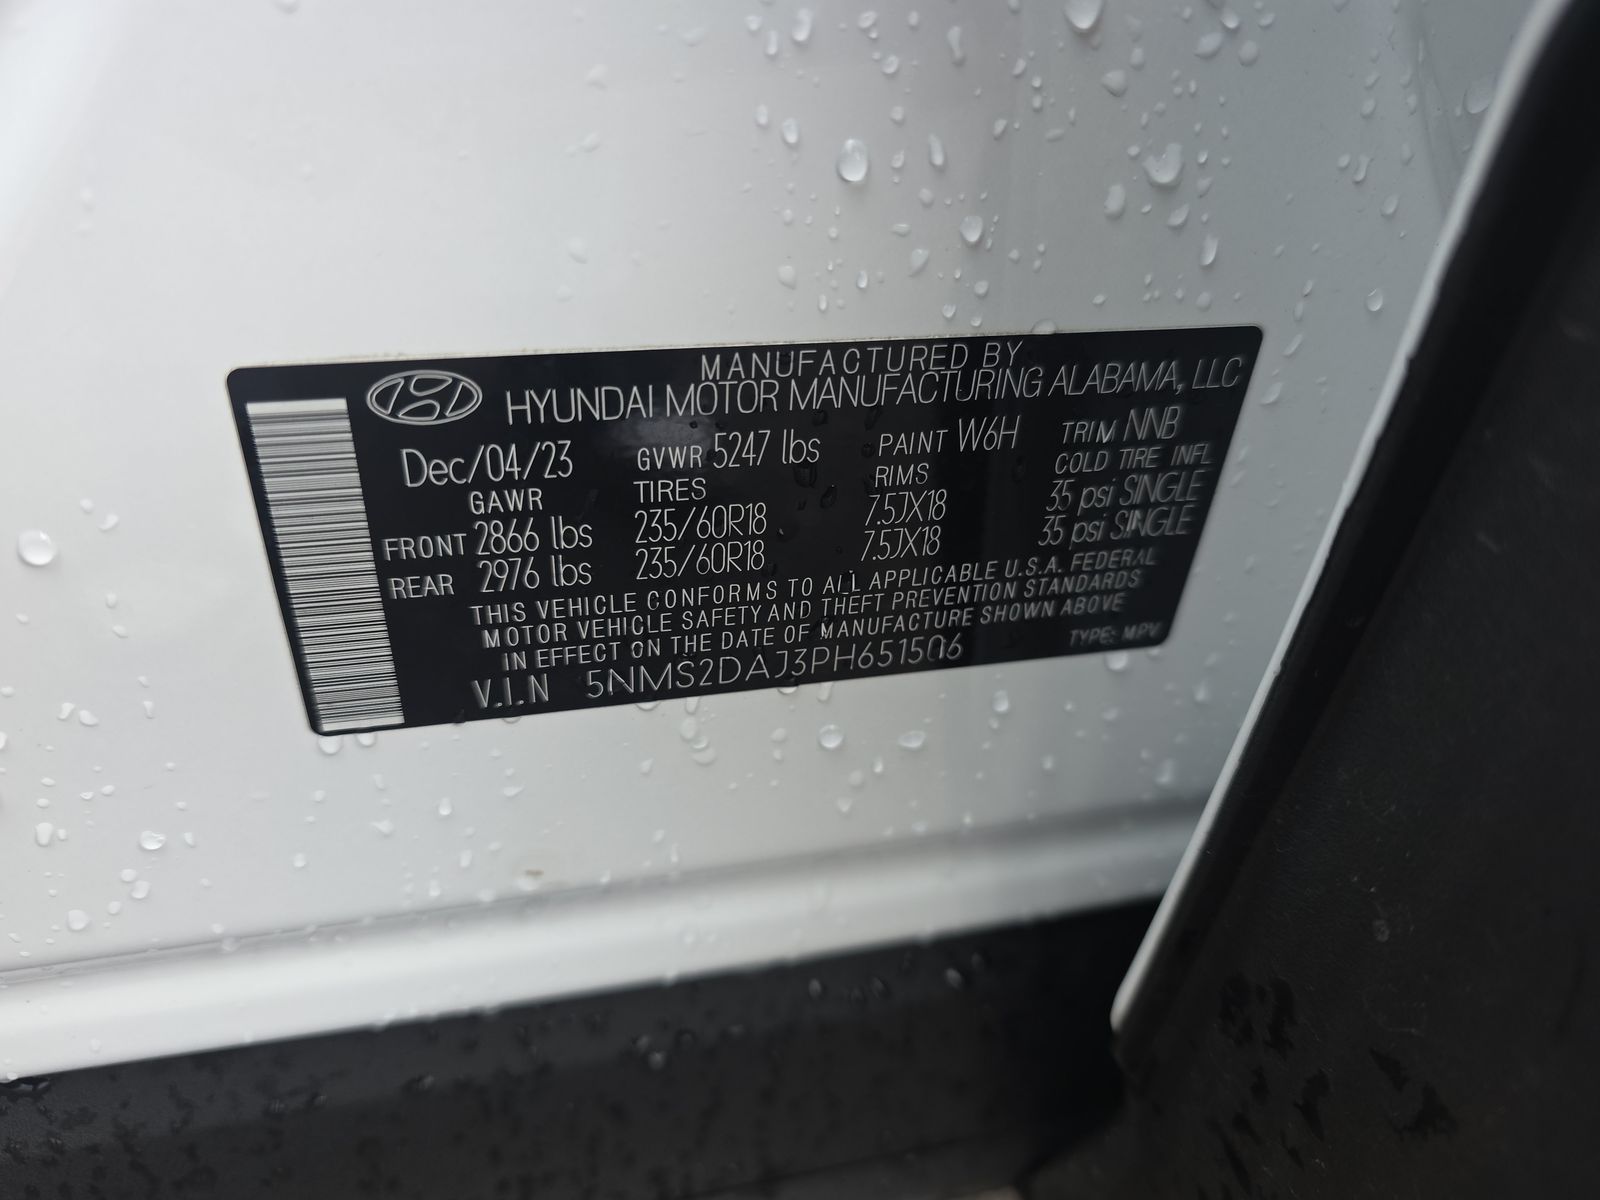 MANUFACTURED BY
HYUNDAI MOTOR MANUFACTURING ALABAMA, LLC
Dec/04/23 GVWR 5247 lbs PAINT W6H TRIM NNB
GAWR TIRES RIMS COLD TIRE INFL
FRONT 2866 lbs 235/60R18 7.5JX18 35 psi SINGLE
REAR 2976 lbs 235/60R18 7.5JX18 35 psi SINGLE
THIS VEHICLE CONFORMS TO ALL APPLICABLE U.S.A. FEDERAL
MOTOR VEHICLE SAFETY AND THEFT PREVENTION STANDARDS
IN EFFECT ON THE DATE OF MANUFACTURE SHOWN ABOVE
V.I.N 5NMS2DAJ3PH651506 TYPE: MPV